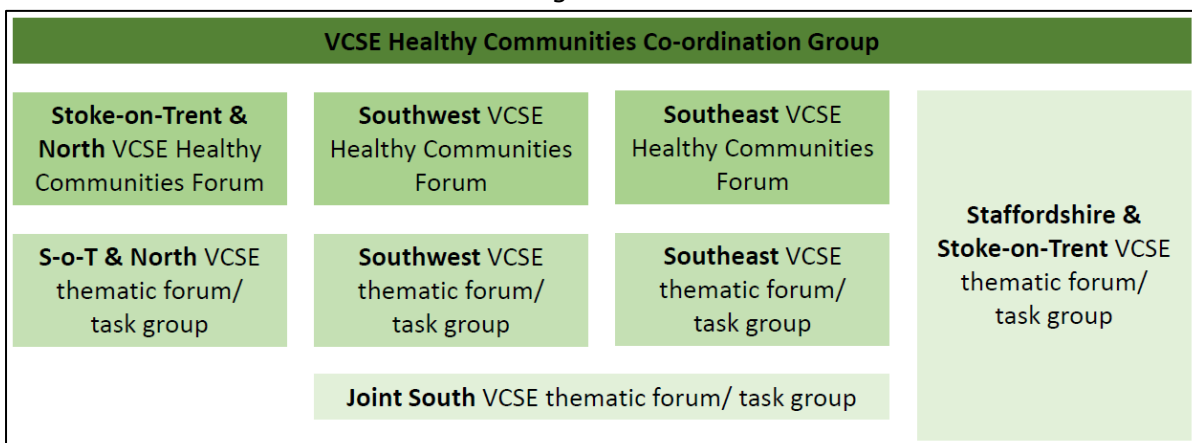 VCSE Healthy Communities Co-ordination Group
Stoke-on-Trent &
North VCSE Healthy
Communities Forum
Southwest VCSE
Healthy Communities
Forum
Southeast VCSE
Healthy Communities
Forum
S-o-T & North VCSE
thematic forum/
task group
Southwest VCSE
thematic forum/
task group
Southeast VCSE
thematic forum/
task group
Staffordshire &
Stoke-on-Trent VCSE
thematic forum/
task group
Joint South VCSE thematic forum/ task group